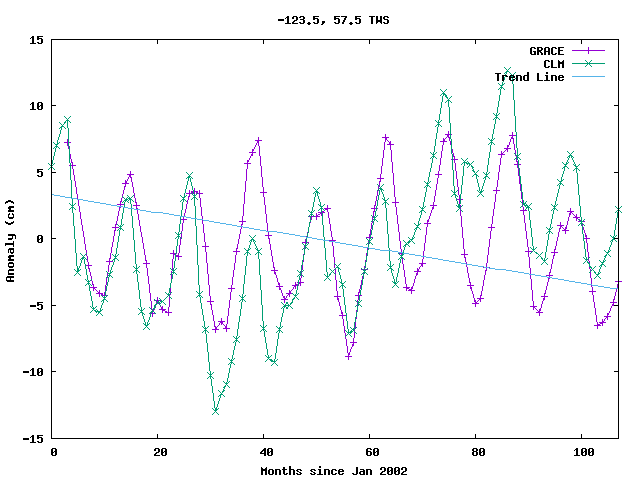 -123.5, 57.5 TWS
GRACE
CLM
Trend Line
15
10
5
0
-5
-10
-15
Anomaly (cm)
0 20 40 60 80 100
Months since Jan 2002